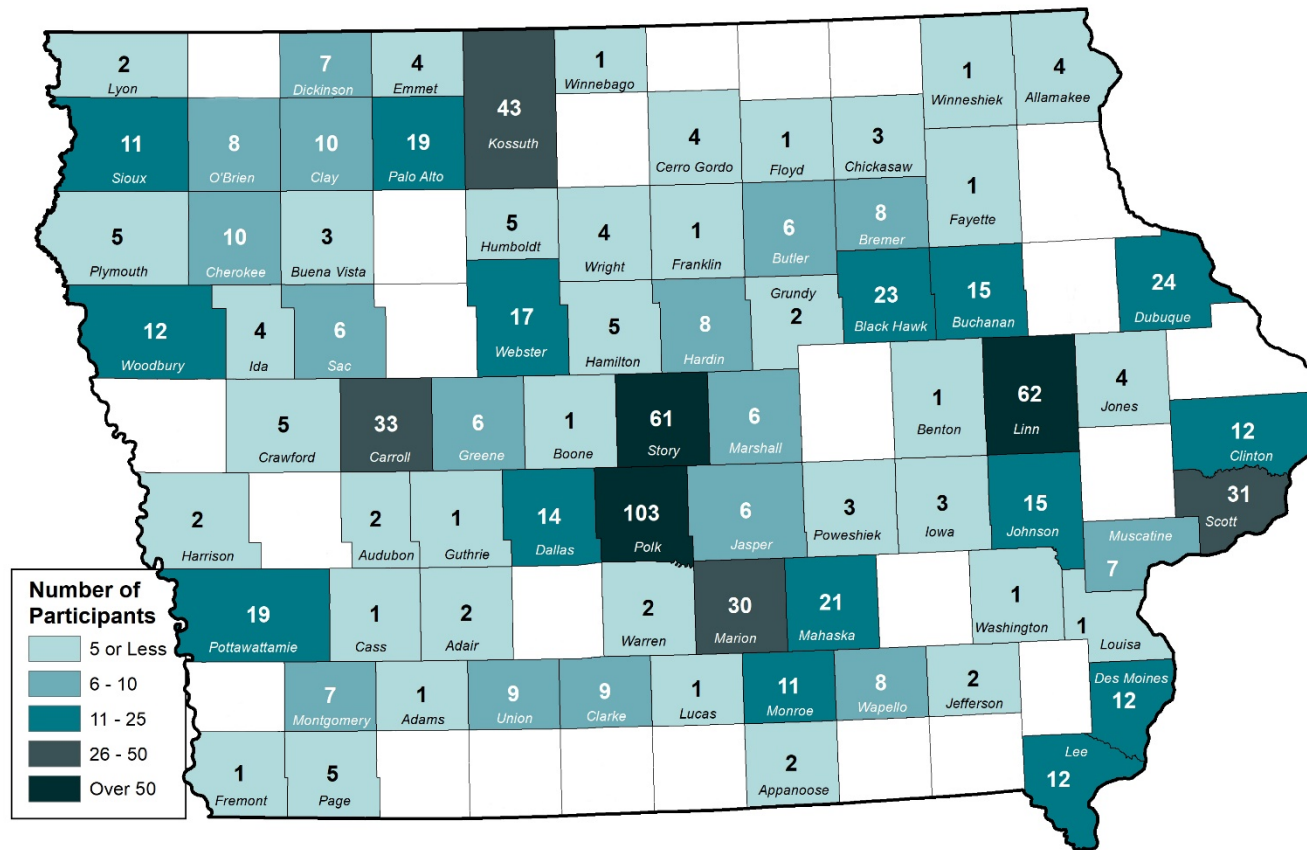 2
Lyon
7
Dickinson
4
Emmet
43
Kossuth
1
Winnebago
1
Winneshiek
4
Allamakee
11
Sioux
8
O'Brien
10
Clay
19
Palo Alto
4
Cerro Gordo
1
Floyd
3
Chickasaw
1
Fayette
5
Plymouth
10
Cherokee
3
Buena Vista
5
Humboldt
4
Wright
1
Franklin
6
Butler
8
Bremer
12
Woodbury
4
Ida
6
Sac
17
Webster
5
Hamilton
8
Hardin
Grundy
2
23
Black Hawk
15
Buchanan
24
Dubuque
5
Crawford
33
Carroll
6
Greene
1
Boone
61
Story
6
Marshall
1
Benton
62
Linn
4
Jones
12
Clinton
2
Harrison
2
Audubon
1
Guthrie
14
Dallas
103
Polk
6
Jasper
3
Poweshiek
3
Iowa
15
Johnson
31
Scott
Muscatine
7
19
Pottawattamie
1
Cass
2
Adair
2
Warren
30
Marion
21
Mahaska
1
Washington
1
Louisa
7
Montgomery
1
Adams
9
Union
9
Clarke
1
Lucas
11
Monroe
8
Wapello
2
Jefferson
Des Moines
12
1
Fremont
5
Page
2
Appanoose
Lee
12
Number of
Participants
5 or Less
6 - 10
11 - 25
26 - 50
Over 50